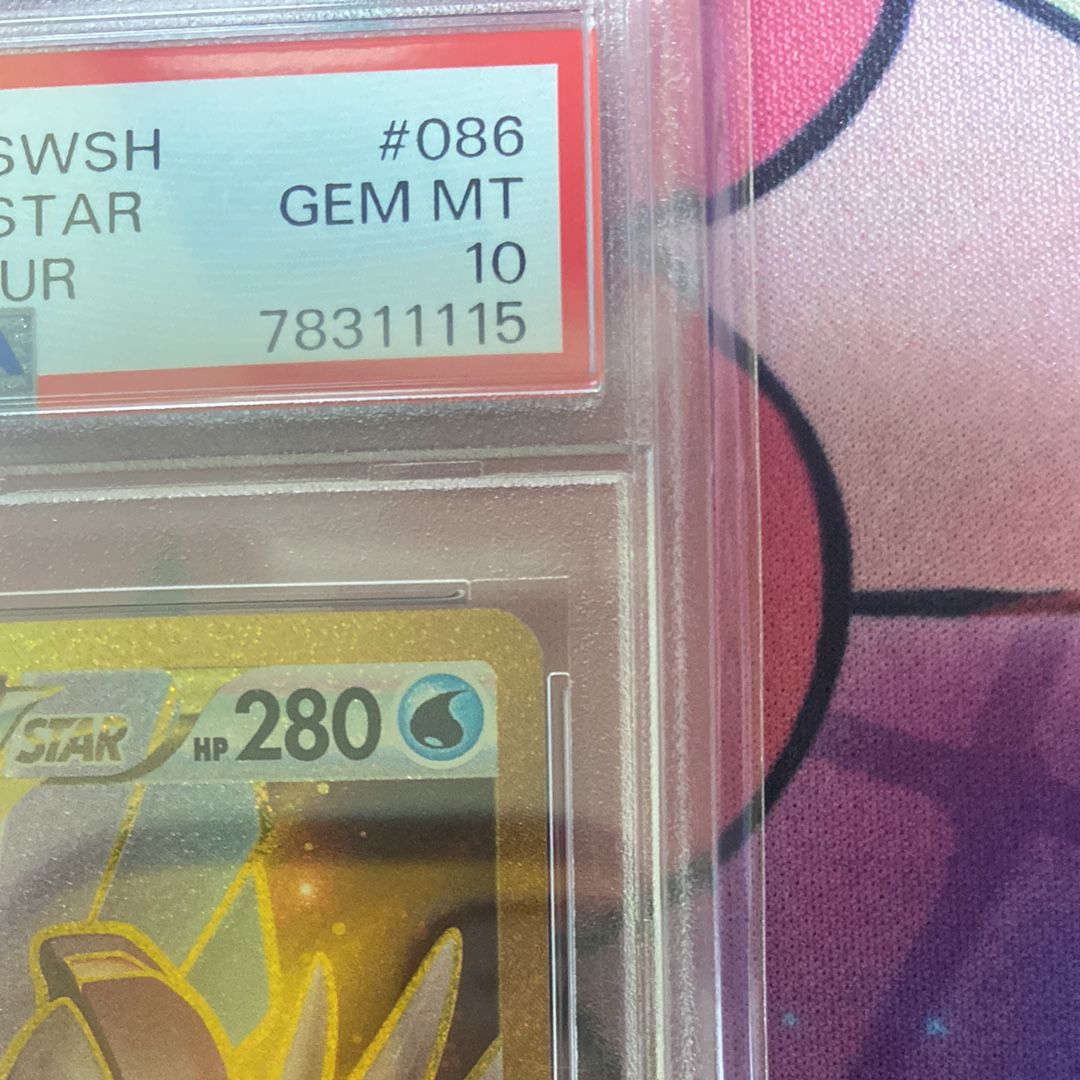 SWSH #086
STAR GEM MT
UR 10
78311115
STAR HP 280